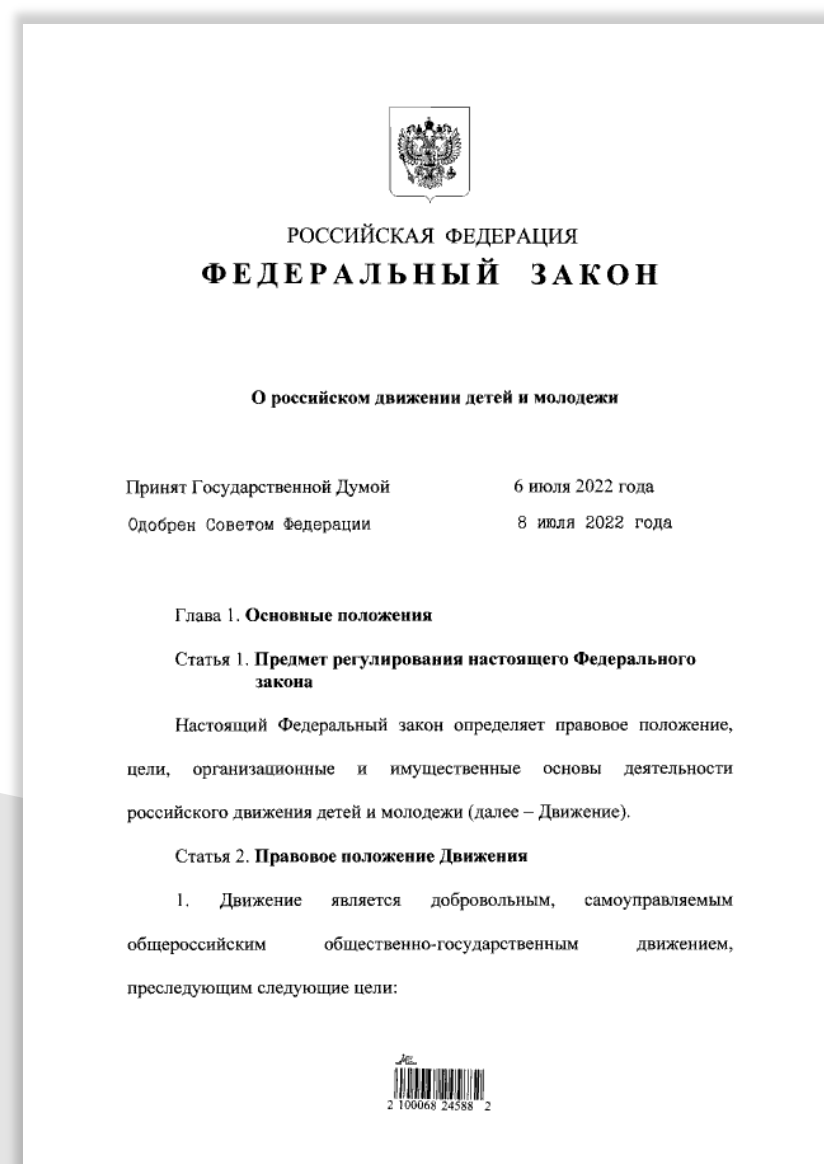 РОССИЙСКАЯ ФЕДЕРАЦИЯ
ФЕДЕРАЛЬНЫЙ ЗАКОН
О российском движении детей и молодежи
Принят Государственной Думой 6 июля 2022 года
Одобрен Советом Федерации 8 июля 2022 года
Глава 1. Основные положения
Статья 1. Предмет регулирования настоящего Федерального
закона
Настоящий Федеральный закон определяет правовое положение,
цели, организационные и имущественные основы деятельности
российского движения детей и молодежи (далее – Движение).
Статья 2. Правовое положение Движения
1. Движение является добровольным, самоуправляемым
общероссийским общественно-государственным движением,
преследующим следующие цели:
2 100068 24588 2